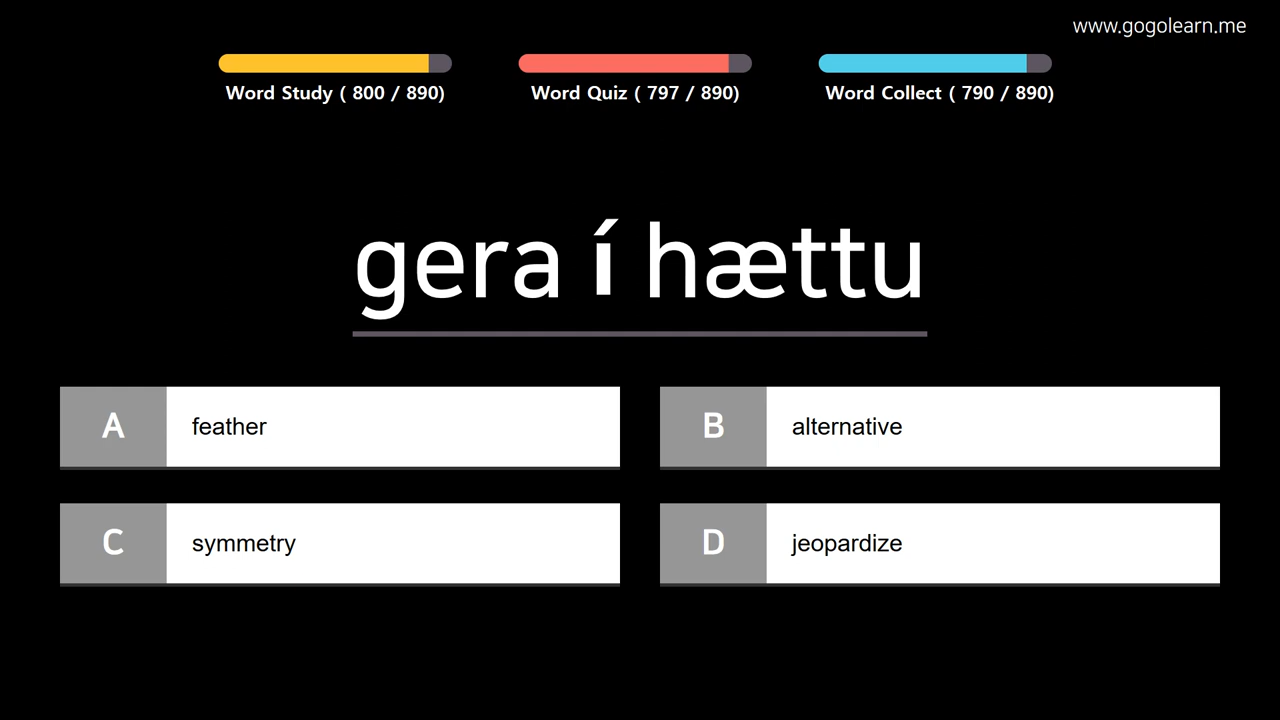 www.gogolearn.me
Word Study ( 800 / 890)
Word Quiz ( 797 / 890)
Word Collect ( 790 / 890)
gera í hættu
A feather
B alternative
C symmetry
D jeopardize